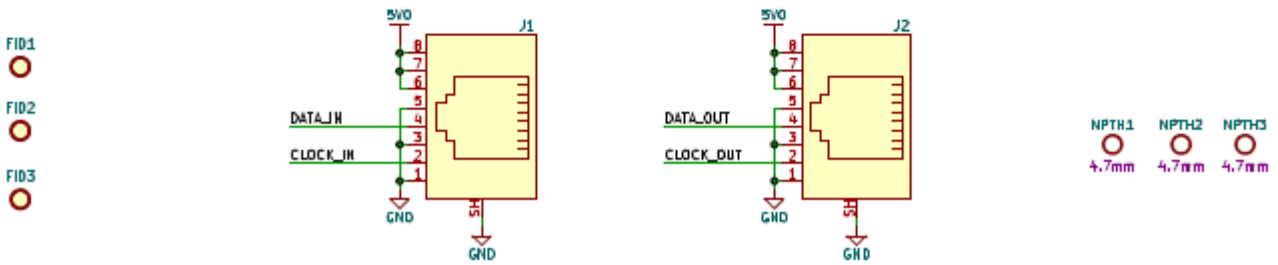 FID1
FID2
FID3
5V0
J1
8
7
6
5
4
3
2
1
DATA_IN
CLOCK_IN
GND
SH
GND
5V0
J2
8
7
6
5
4
3
2
1
DATA_OUT
CLOCK_OUT
GND
SH
GND
NPTH1 NPTH2 NPTH3
4.7mm 4.7mm 4.7mm